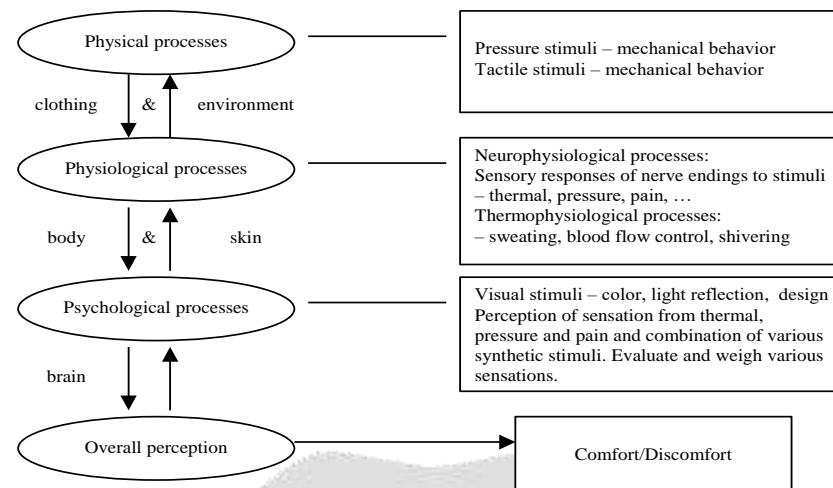 Physical processes
Pressure stimuli – mechanical behavior
Tactile stimuli – mechanical behavior
clothing & environment
Physiological processes
Neurophysiological processes:
Sensory responses of nerve endings to stimuli
– thermal, pressure, pain, …
Thermophysiological processes:
– sweating, blood flow control, shivering
body & skin
Psychological processes
Visual stimuli – color, light reflection, design
Perception of sensation from thermal,
pressure and pain and combination of various
synthetic stimuli. Evaluate and weigh various
sensations.
brain
Overall perception
Comfort/Discomfort